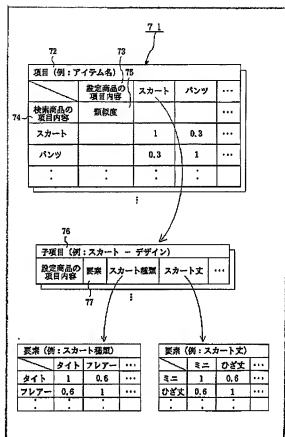 71
72
項目（例：アイテム名） 73
設定商品の 75
項目内容 スカート パンツ …
74 検索商品の
項目内容 類似度 …
スカート 1 0.3 …
パンツ 0.3 1 …
76
子項目（例：スカート － デザイン）
設定商品の
項目内容 要素 スカート種類 スカート丈 …
77
要素（例：スカート種類）
タイト フレアー …
タイト 1 0.6 …
フレアー 0.6 1 …
要素（例：スカート丈）
ミニ ひざ丈 …
ミニ 1 0.6 …
ひざ丈 0.6 1 …